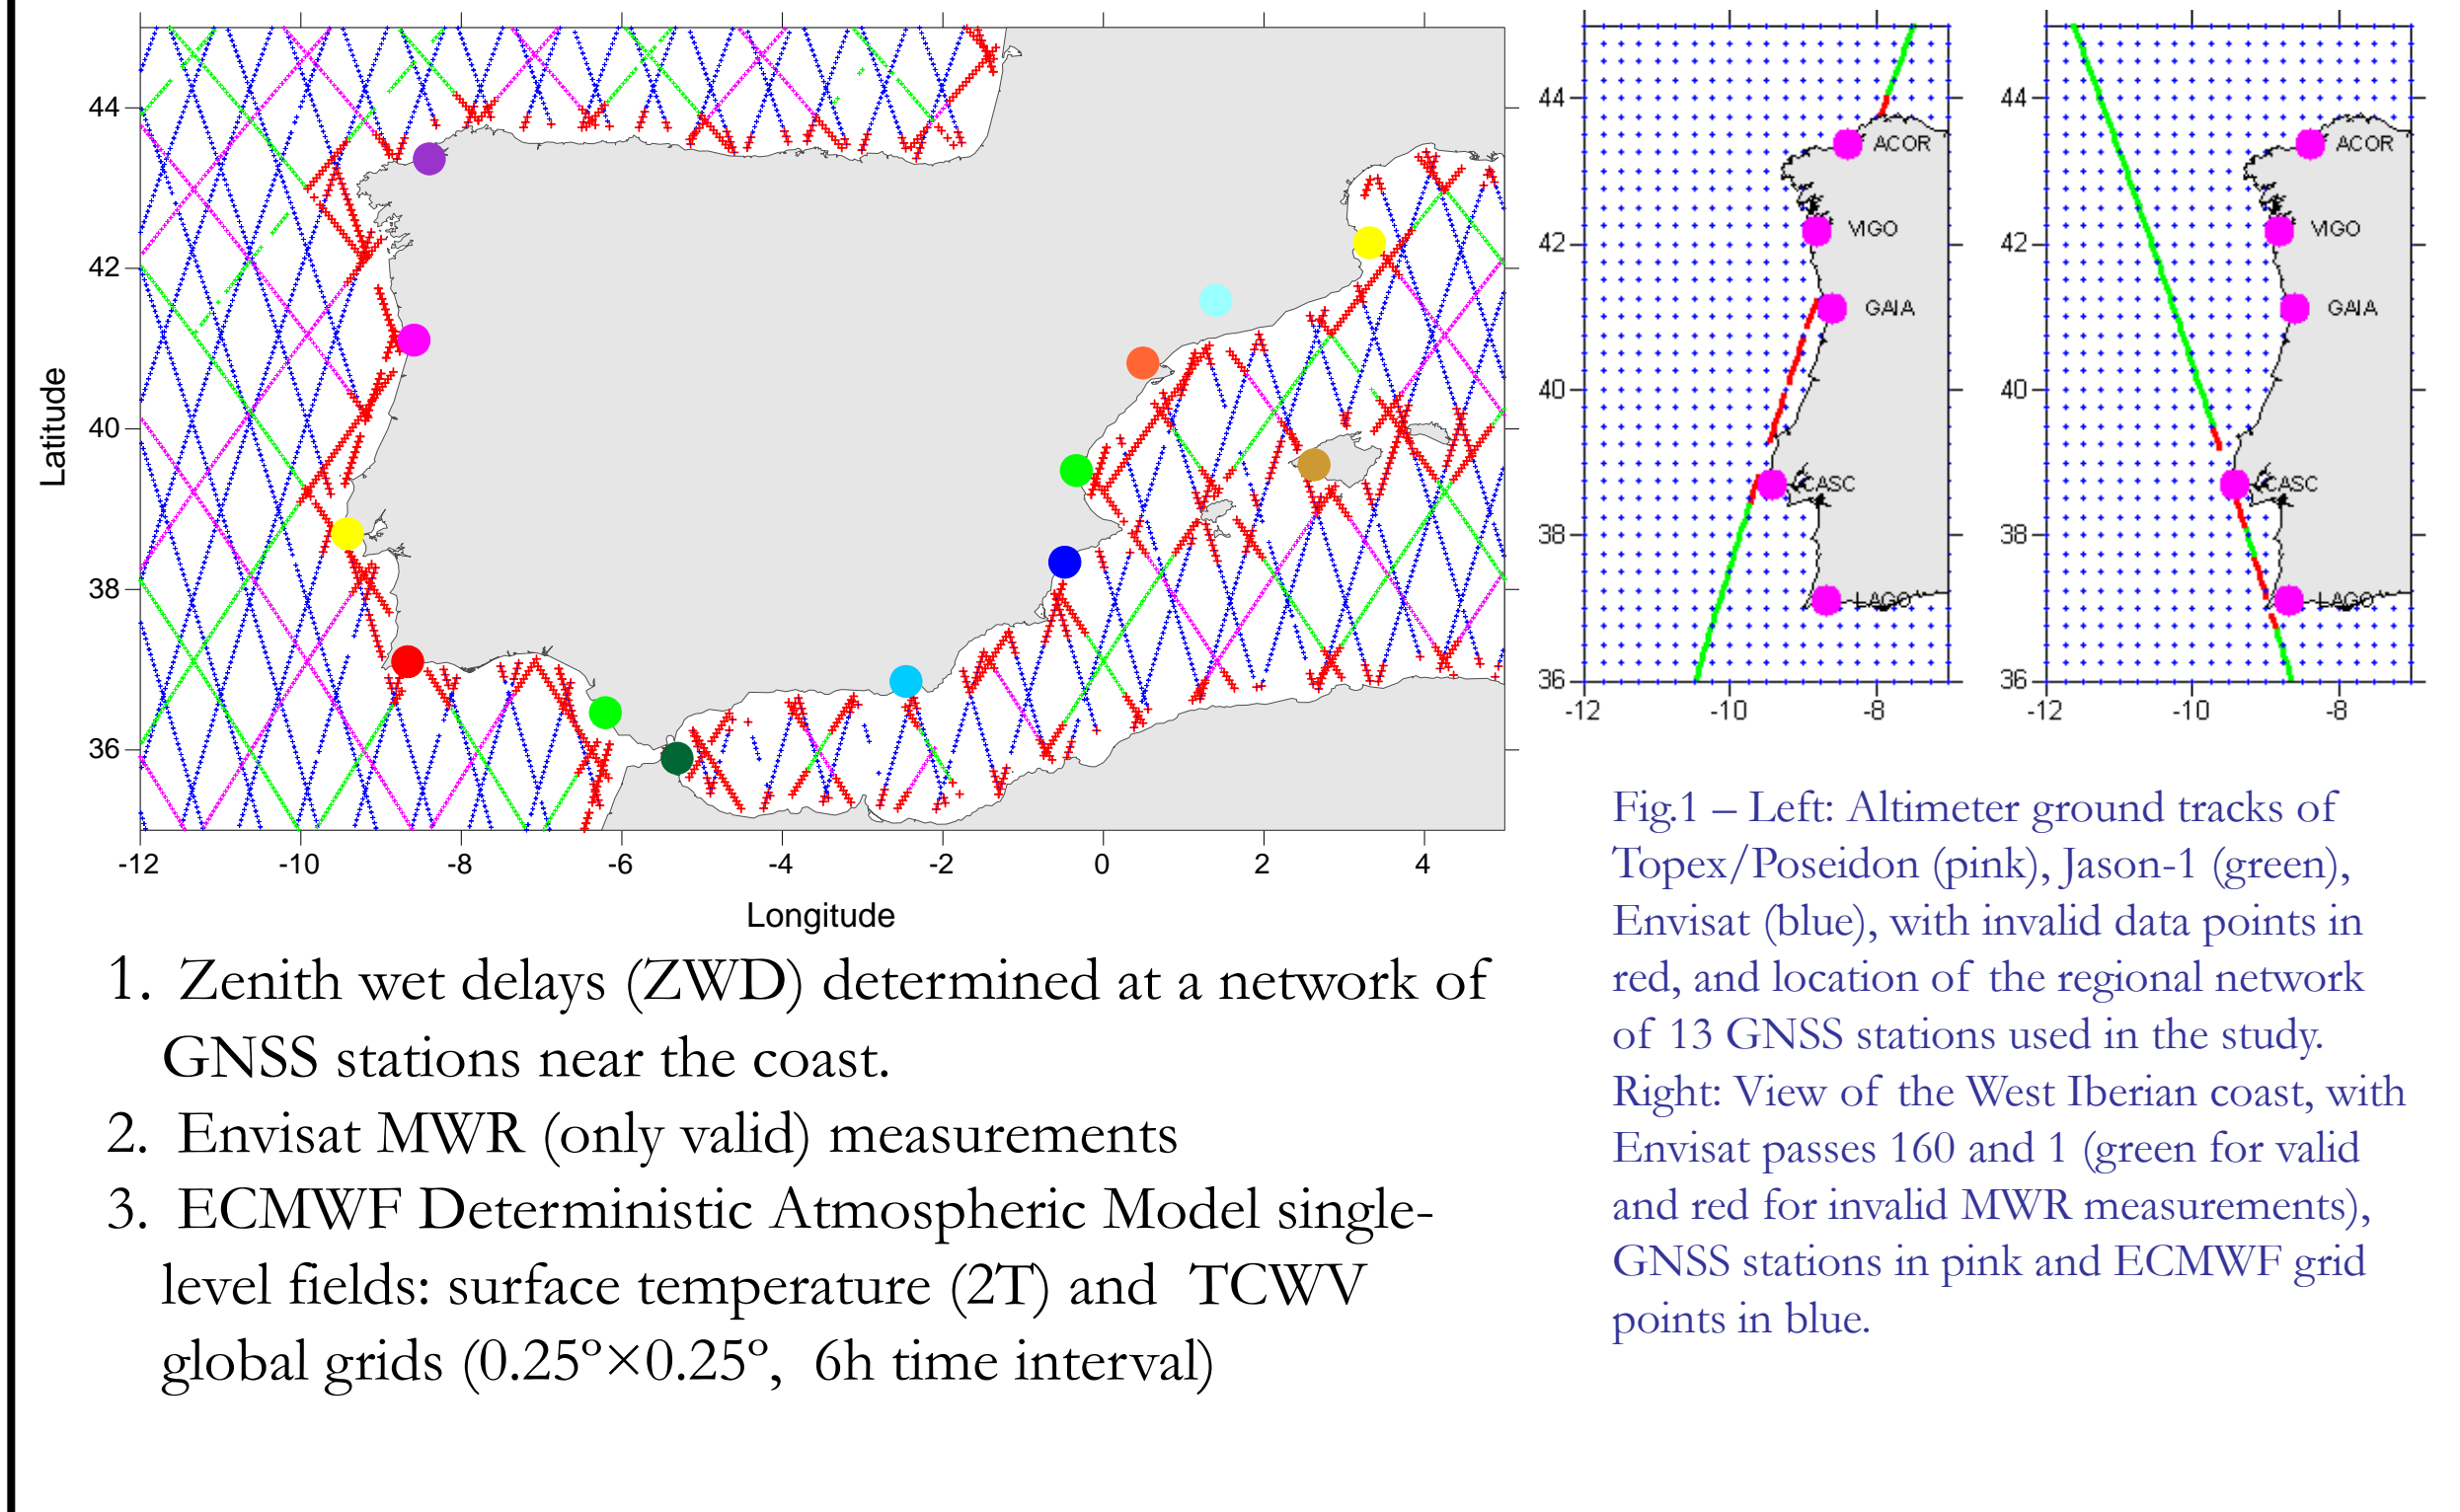 44
42
40
38
36
Latitude
-12
-10
-8
-6
-4
-2
0
2
4
Longitude
44
42
40
38
36
-12
-10
-8
ACOR
VIGO
GAIA
CASC
LAGO
44
42
40
38
36
-12
-10
-8
ACOR
VIGO
GAIA
CASC
LAGO
1. Zenith wet delays (ZWD) determined at a network of
GNSS stations near the coast.
2. Envisat MWR (only valid) measurements
3. ECMWF Deterministic Atmospheric Model single-
level fields: surface temperature (2T) and TCWV
global grids (0.25º×0.25º, 6h time interval)
Fig.1 – Left: Altimeter ground tracks of
Topex/Poseidon (pink), Jason-1 (green),
Envisat (blue), with invalid data points in
red, and location of the regional network
of 13 GNSS stations used in the study.
Right: View of the West Iberian coast, with
Envisat passes 160 and 1 (green for valid
and red for invalid MWR measurements),
GNSS stations in pink and ECMWF grid
points in blue.